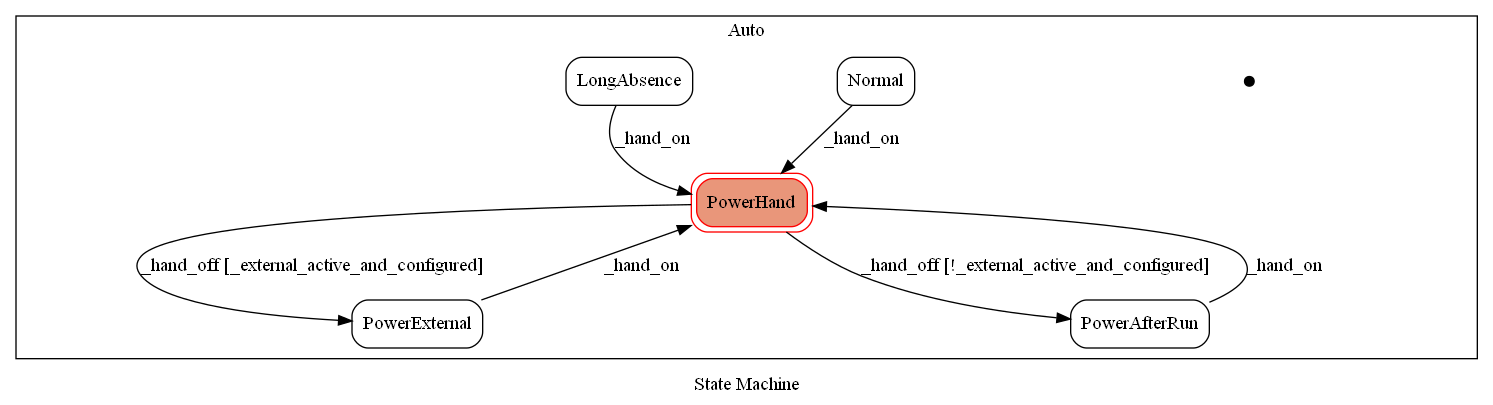 Auto
LongAbsence
Normal
_hand_on
_hand_on
PowerHand
_hand_off [_external_active_and_configured]
_hand_on
_hand_off [!_external_active_and_configured]
_hand_on
PowerExternal
PowerAfterRun
State Machine